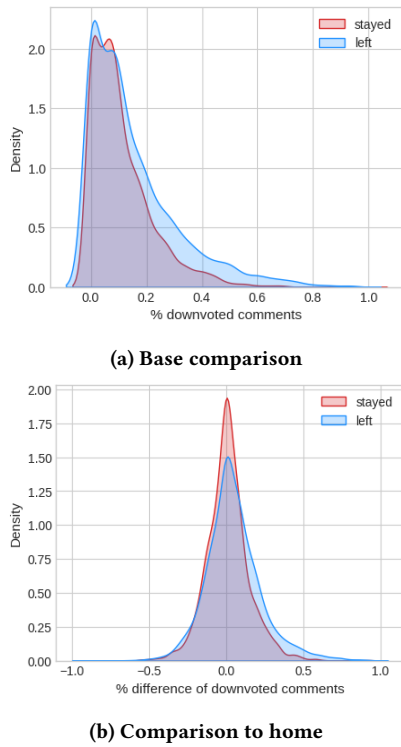 stayed
left
2.0
1.5
1.0
0.5
0.0
Density
0.0 0.2 0.4 0.6 0.8 1.0
% downvoted comments
(a) Base comparison
stayed
left
2.00
1.75
1.50
1.25
1.00
0.75
0.50
0.25
0.00
Density
−1.0 −0.5 0.0 0.5 1.0
% difference of downvoted comments
(b) Comparison to home